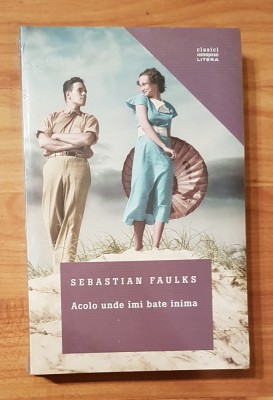 clasici
contemporani
LITERA
SEBASTIAN FAULKS
Acolo unde îmi bate inima